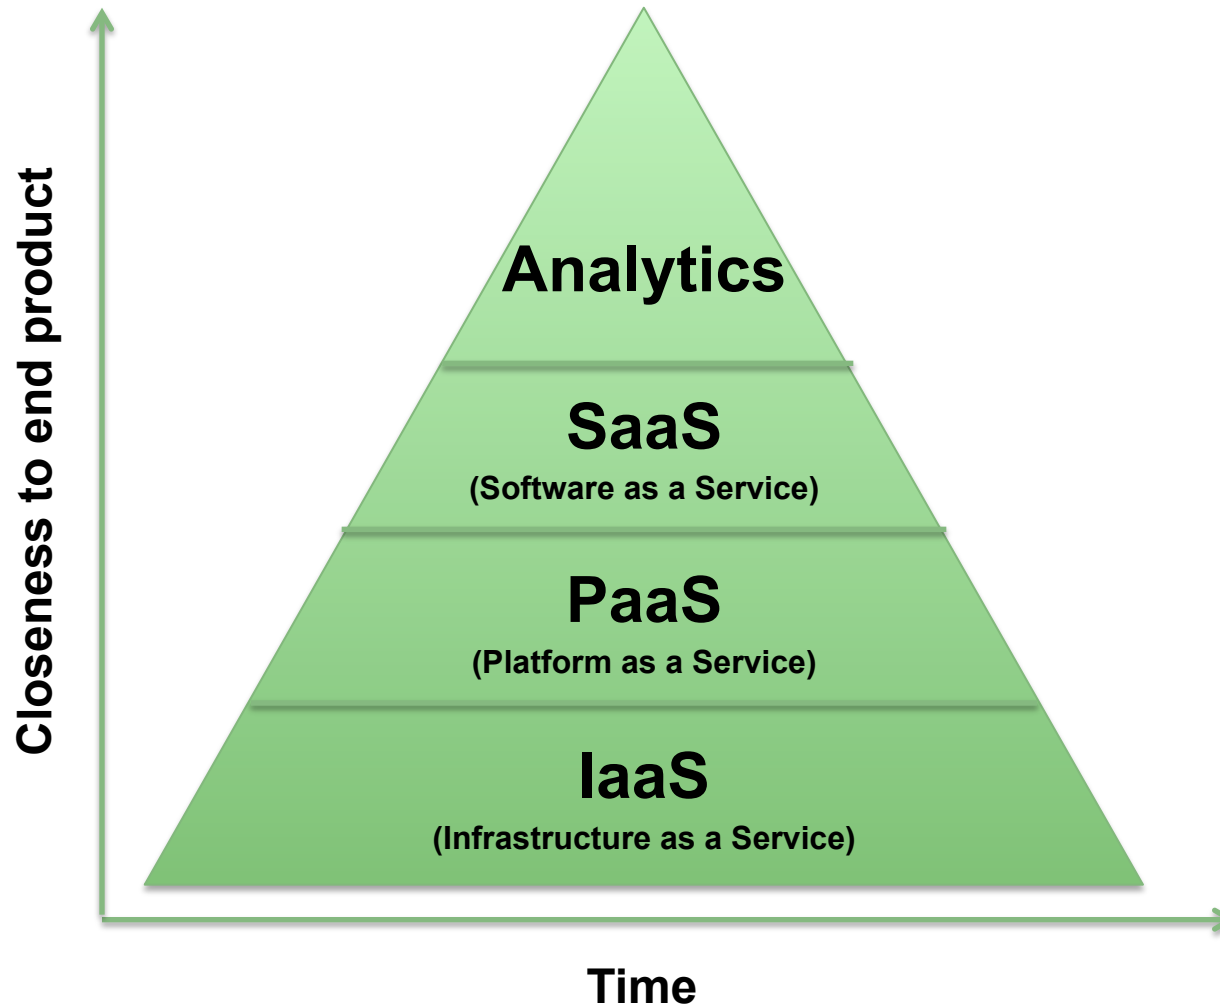 Closeness to end product
Analytics
SaaS
(Software as a Service)
PaaS
(Platform as a Service)
IaaS
(Infrastructure as a Service)
Time